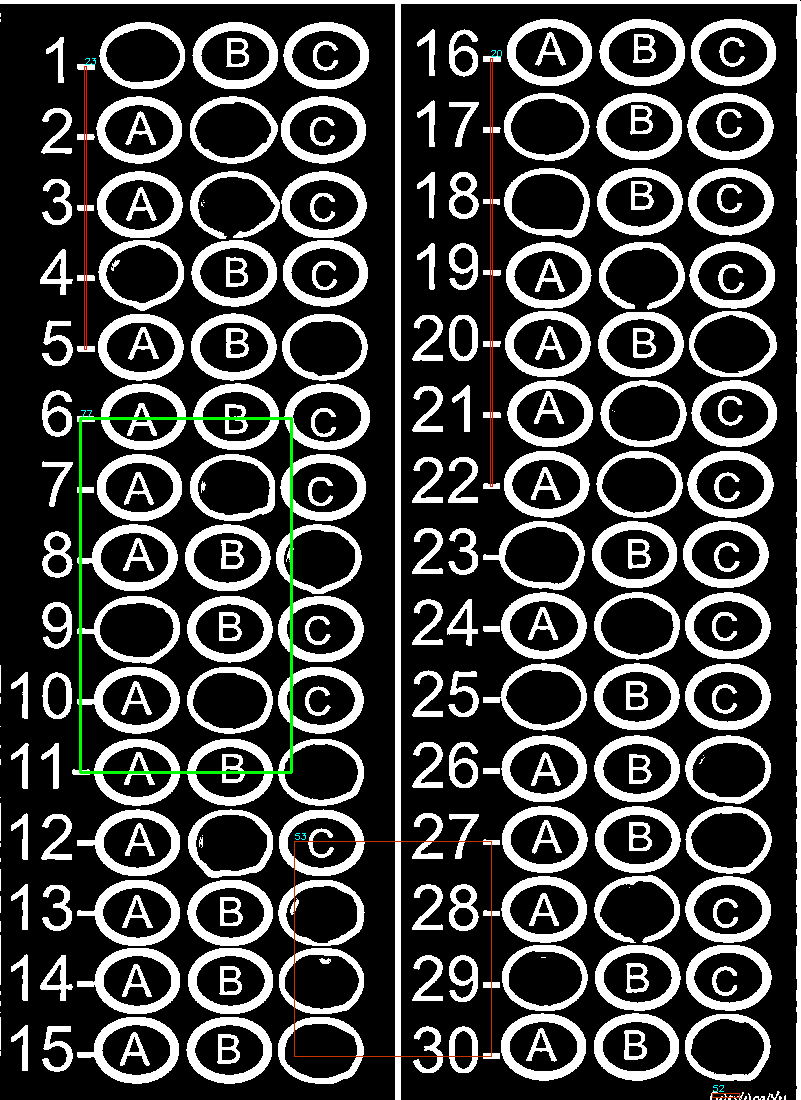 1- B C
2- A C
3- A C
4- B C
5- A B
6- A B C
7- A C
8- A B
9- B C
10- A C
11- A B
12- A C
13- A B
14- A B
15- A B
16- A B C
17- B C
18- B C
19- A C
20- A B
21- A C
22- A C
23- B C
24- A C
25- B C
26- A B
27- A B
28- A C
29- B C
30- A B
23
77
53
20
52